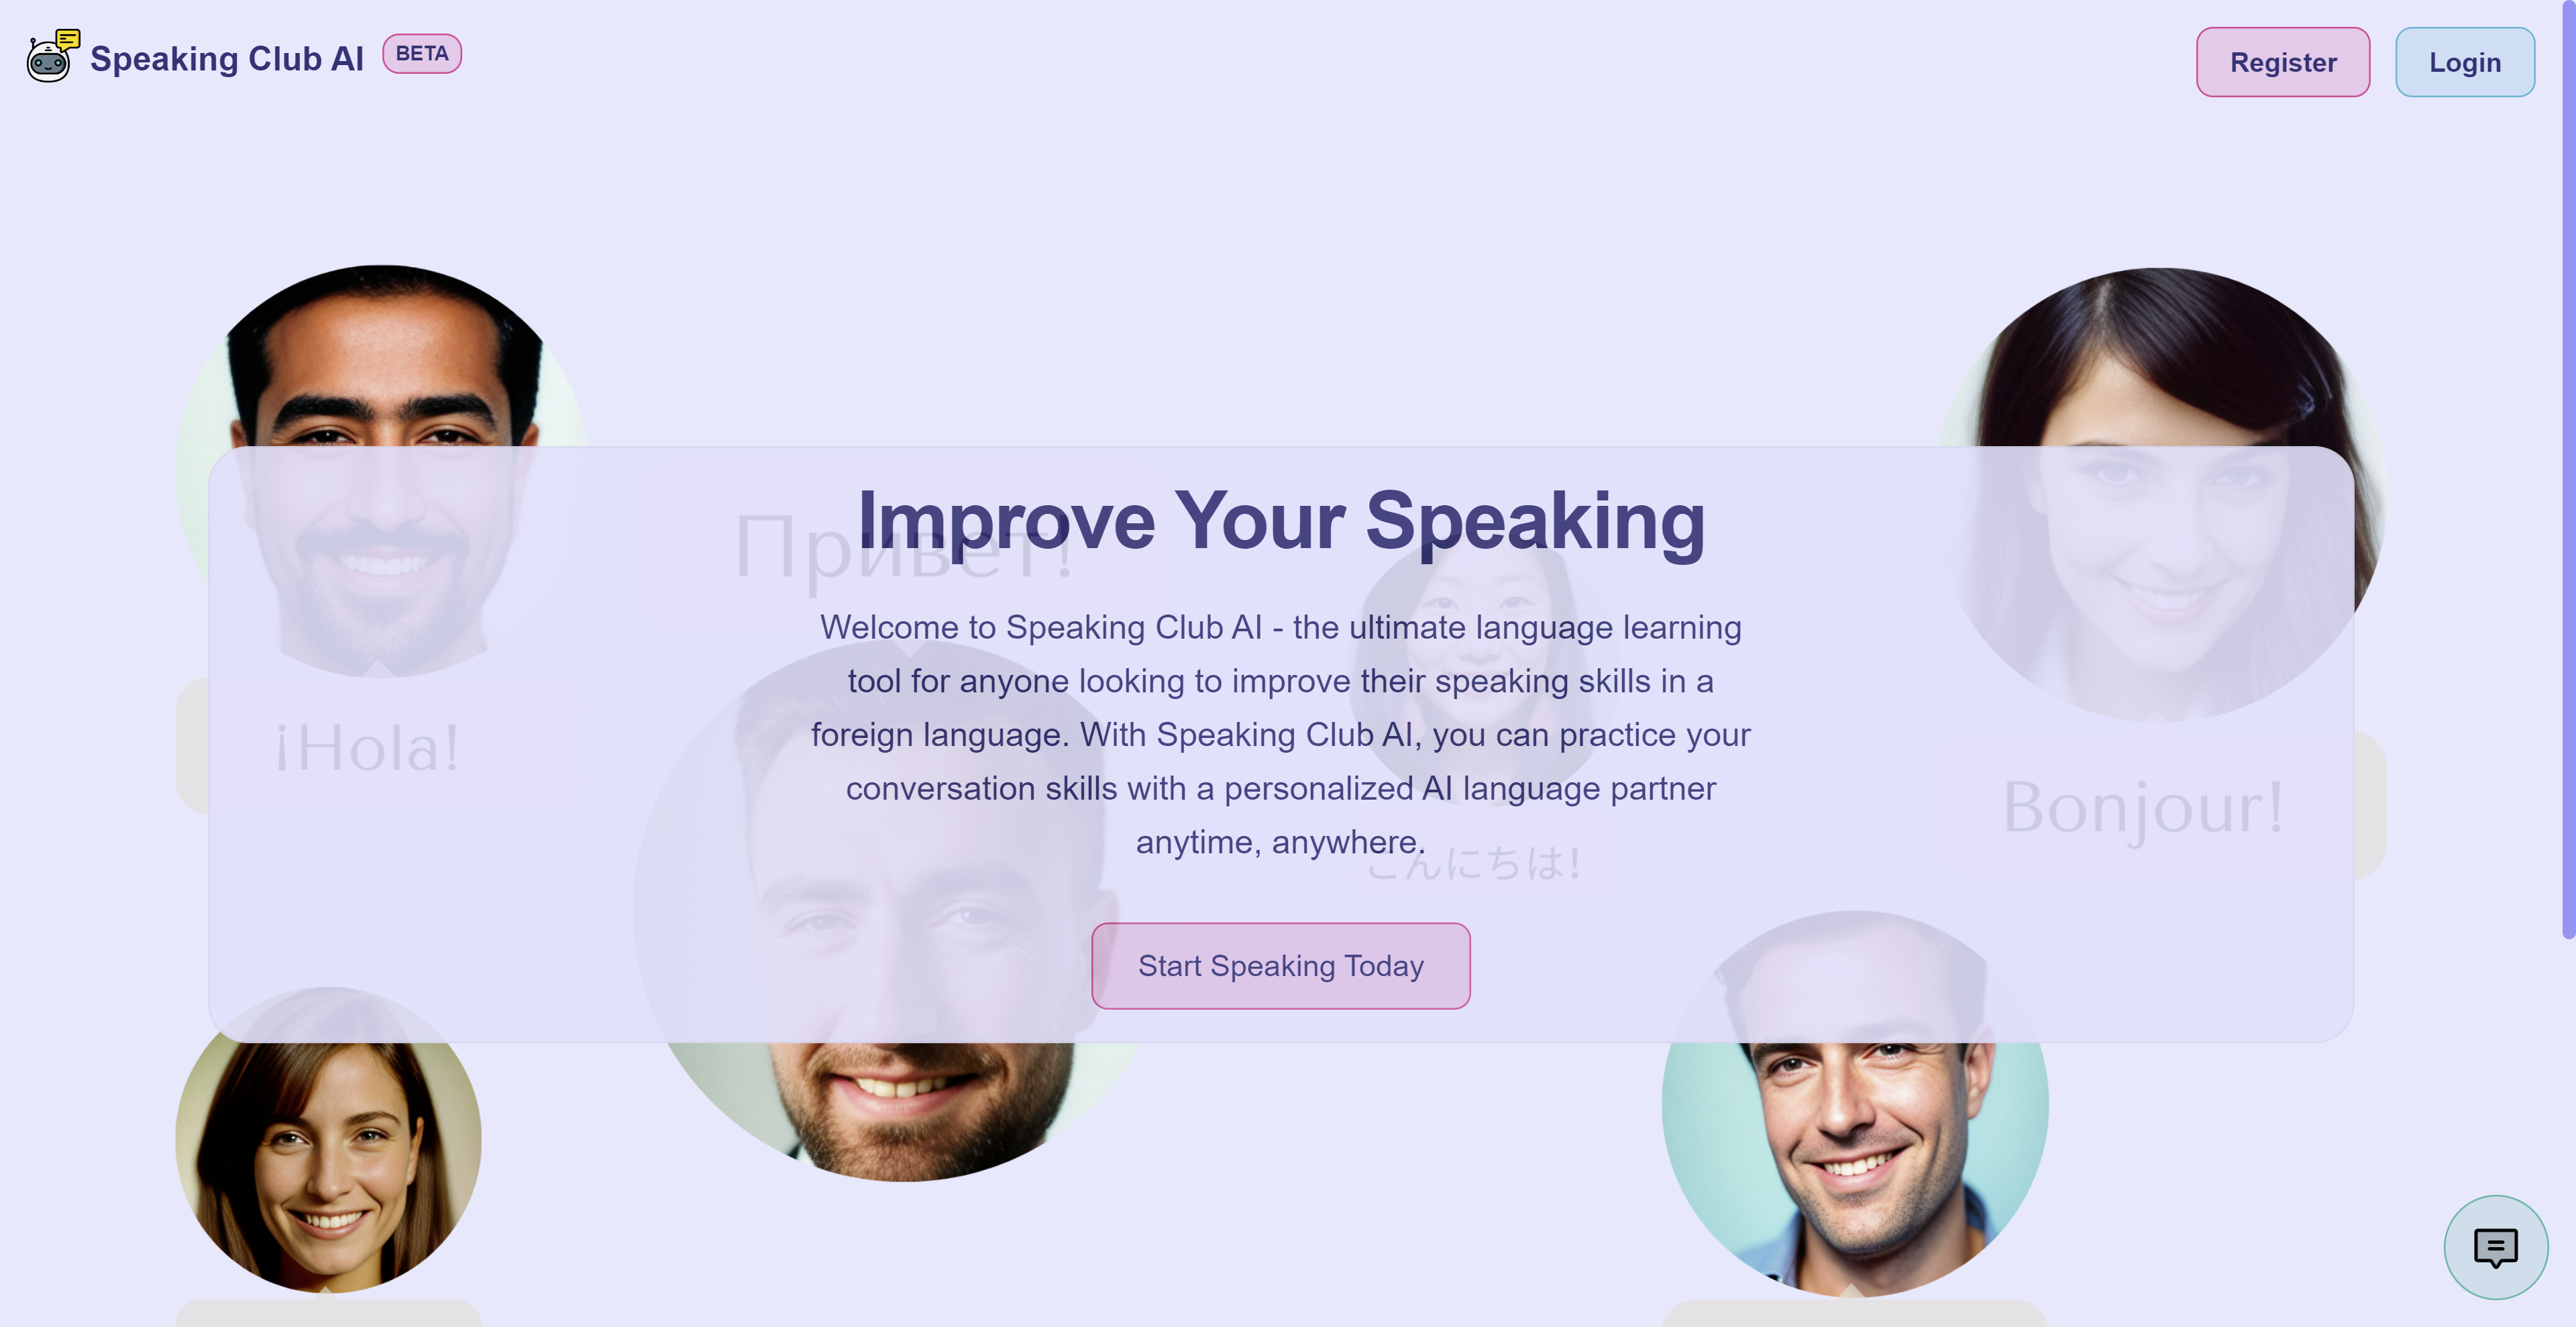 Speaking Club AI
BETA
Register
Login
Improve Your Speaking
Привет!
Welcome to Speaking Club AI - the ultimate language learning
tool for anyone looking to improve their speaking skills in a
foreign language. With Speaking Club AI, you can practice your
conversation skills with a personalized AI language partner
anytime, anywhere.
¡Hola!
Bonjour!
こんにちは!
Start Speaking Today